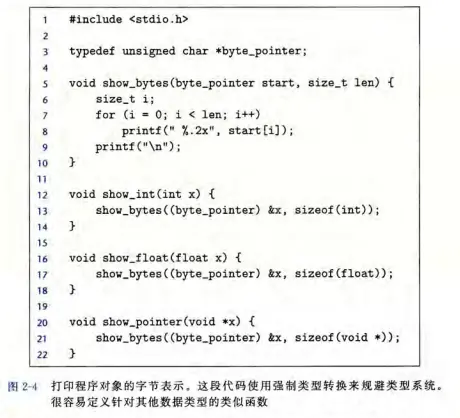 1 #include <stdio.h>
2
3 typedef unsigned char *byte_pointer;
4
5 void show_bytes(byte_pointer start, size_t len) {
6     size_t i;
7     for (i = 0; i < len; i++)
8         printf(" %.2x", start[i]);
9     printf("\n");
10 }
11
12 void show_int(int x) {
13     show_bytes((byte_pointer) &x, sizeof(int));
14 }
15
16 void show_float(float x) {
17     show_bytes((byte_pointer) &x, sizeof(float));
18 }
19
20 void show_pointer(void *x) {
21     show_bytes((byte_pointer) &x, sizeof(void *));
22 }
图 2-4 打印程序对象的字节表示。这段代码使用强制类型转换来规避类型系统。
很容易定义针对其他数据类型的类似函数